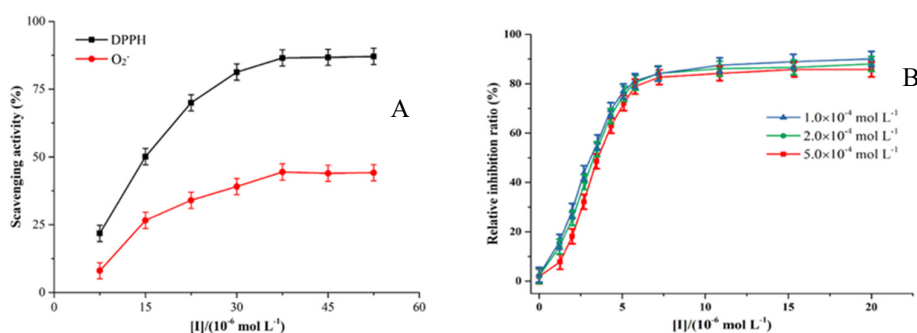 100
75
50
25
0
Scavenging activity (%)
DPPH
O₂⁻
A
0 15 30 45 60
[I]/(10⁻⁶ mol L⁻¹)
100
80
60
40
20
0
Relative inhibition ratio (%)
B
1.0×10⁻⁴ mol L⁻¹
2.0×10⁻⁴ mol L⁻¹
5.0×10⁻⁴ mol L⁻¹
0 5 10 15 20
[I]/(10⁻⁶ mol L⁻¹)